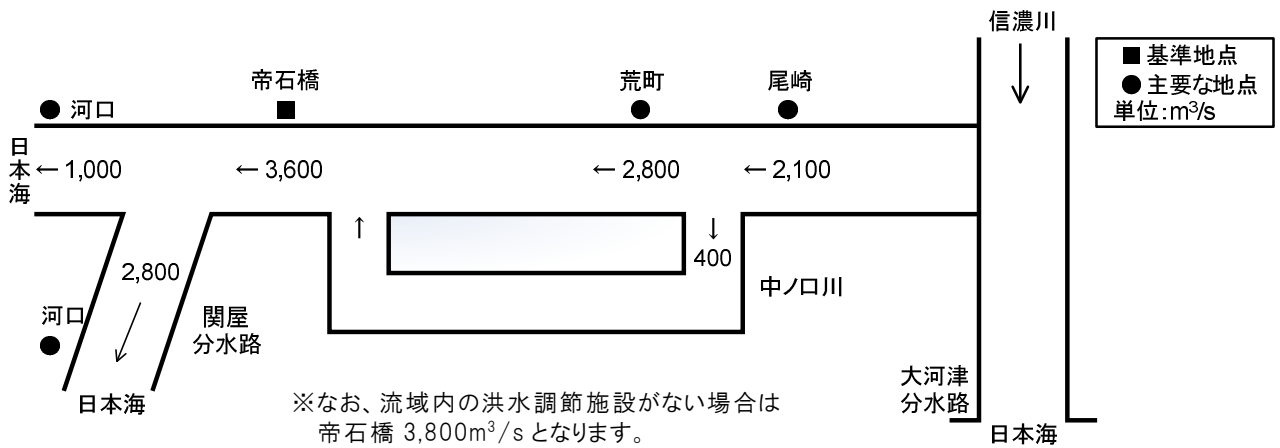 信濃川
■基準地点
●主要な地点
単位:m³/s
帝石橋
荒町
尾崎
河口
日本海
←1,000
←3,600
←2,800
←2,100
↑
↓
400
2,800
中ノ口川
河口
関屋
分水路
大河津
分水路
日本海
※なお、流域内の洪水調節施設がない場合は
帝石橋 3,800m³/sとなります。
日本海